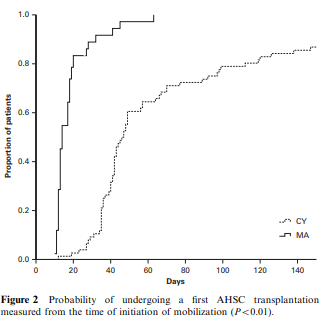 1.0
0.8
0.6
0.4
0.2
0.0
Proportion of patients
0 20 40 60 80 100 120 140
Days
CY
MA
Figure 2 Probability of undergoing a first AHSC transplantation
measured from the time of initiation of mobilization (P<0.01).